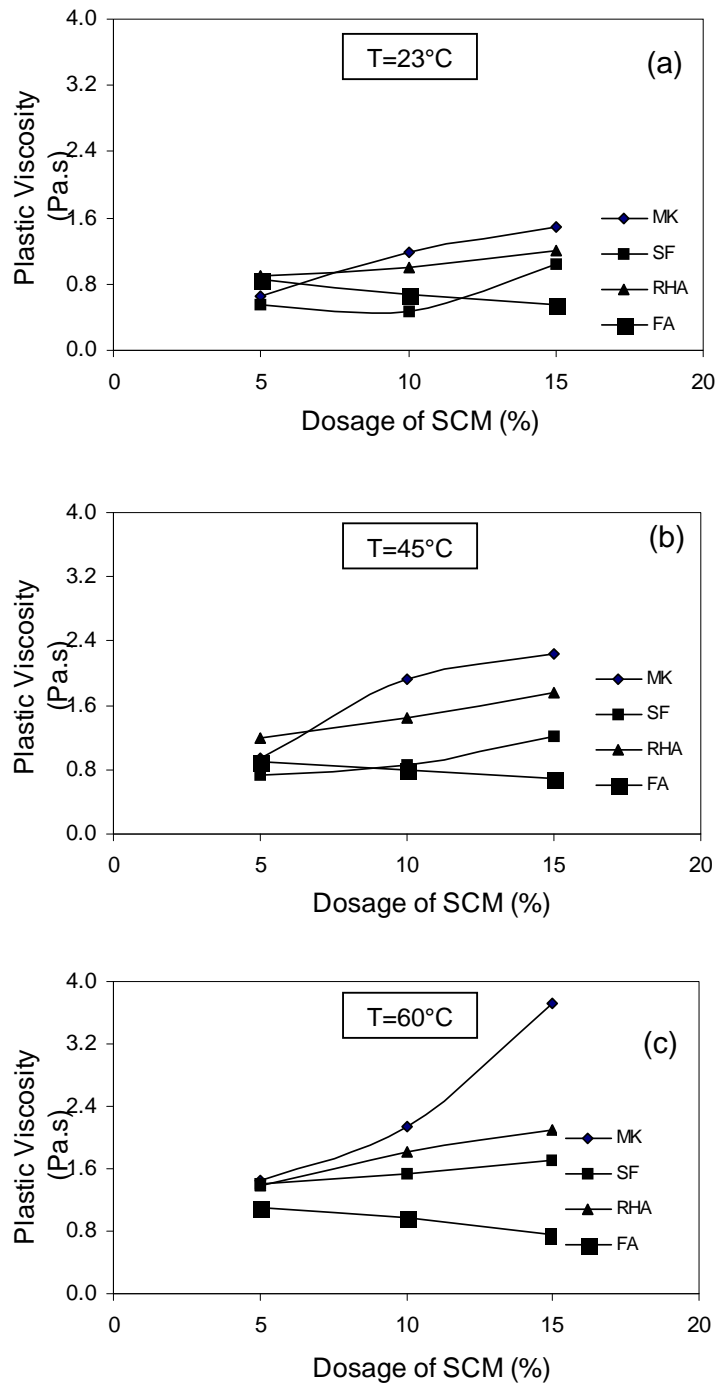 4.0
T=23°C
(a)
3.2
2.4
1.6
0.8
0.0
Plastic Viscosity
(Pa.s)
MK
SF
RHA
FA
0
5
10
15
20
Dosage of SCM (%)
4.0
T=45°C
(b)
3.2
2.4
1.6
0.8
0.0
Plastic Viscosity
(Pa.s)
MK
SF
RHA
FA
0
5
10
15
20
Dosage of SCM (%)
4.0
T=60°C
(c)
3.2
2.4
1.6
0.8
0.0
Plastic Viscosity
(Pa.s)
MK
SF
RHA
FA
0
5
10
15
20
Dosage of SCM (%)